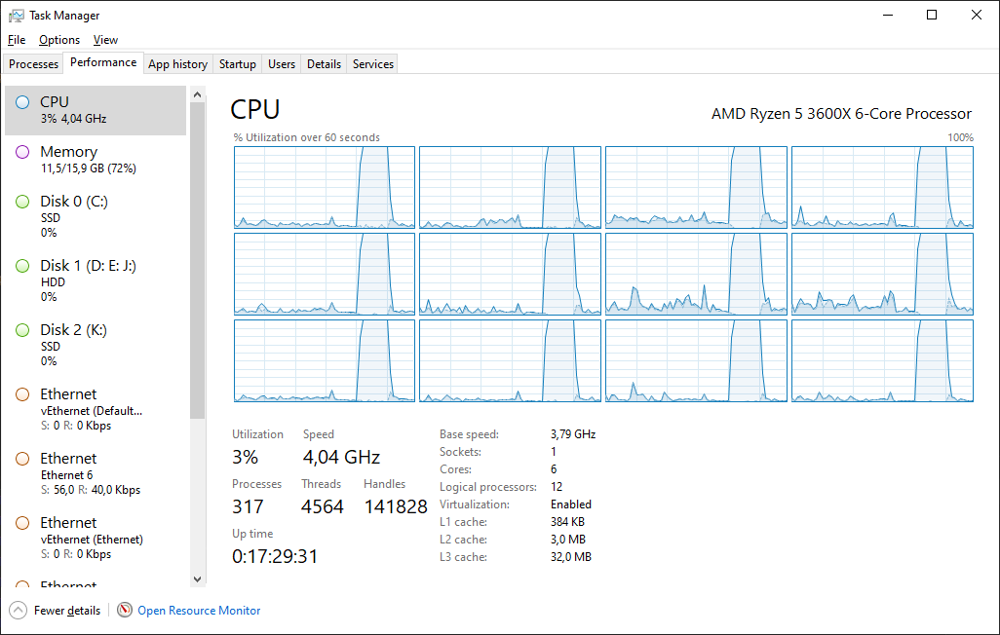 Task Manager
File Options View
Processes Performance App history Startup Users Details Services
CPU
3% 4,04 GHz
Memory
11,5/15,9 GB (72%)
Disk 0 (C:)
SSD
0%
Disk 1 (D: E: J:)
HDD
0%
Disk 2 (K:)
SSD
0%
Ethernet
vEthernet (Default...
S: 0 R: 0 Kbps
Ethernet
Ethernet 6
S: 56,0 R: 40,0 Kbps
Ethernet
vEthernet (Ethernet)
S: 0 R: 0 Kbps
Ethernet
CPU
AMD Ryzen 5 3600X 6-Core Processor
% Utilization over 60 seconds 100%
Utilization Speed
3% 4,04 GHz
Processes Threads Handles
317 4564 141828
Up time
0:17:29:31
Base speed: 3,79 GHz
Sockets: 1
Cores: 6
Logical processors: 12
Virtualization: Enabled
L1 cache: 384 KB
L2 cache: 3,0 MB
L3 cache: 32,0 MB
Fewer details Open Resource Monitor